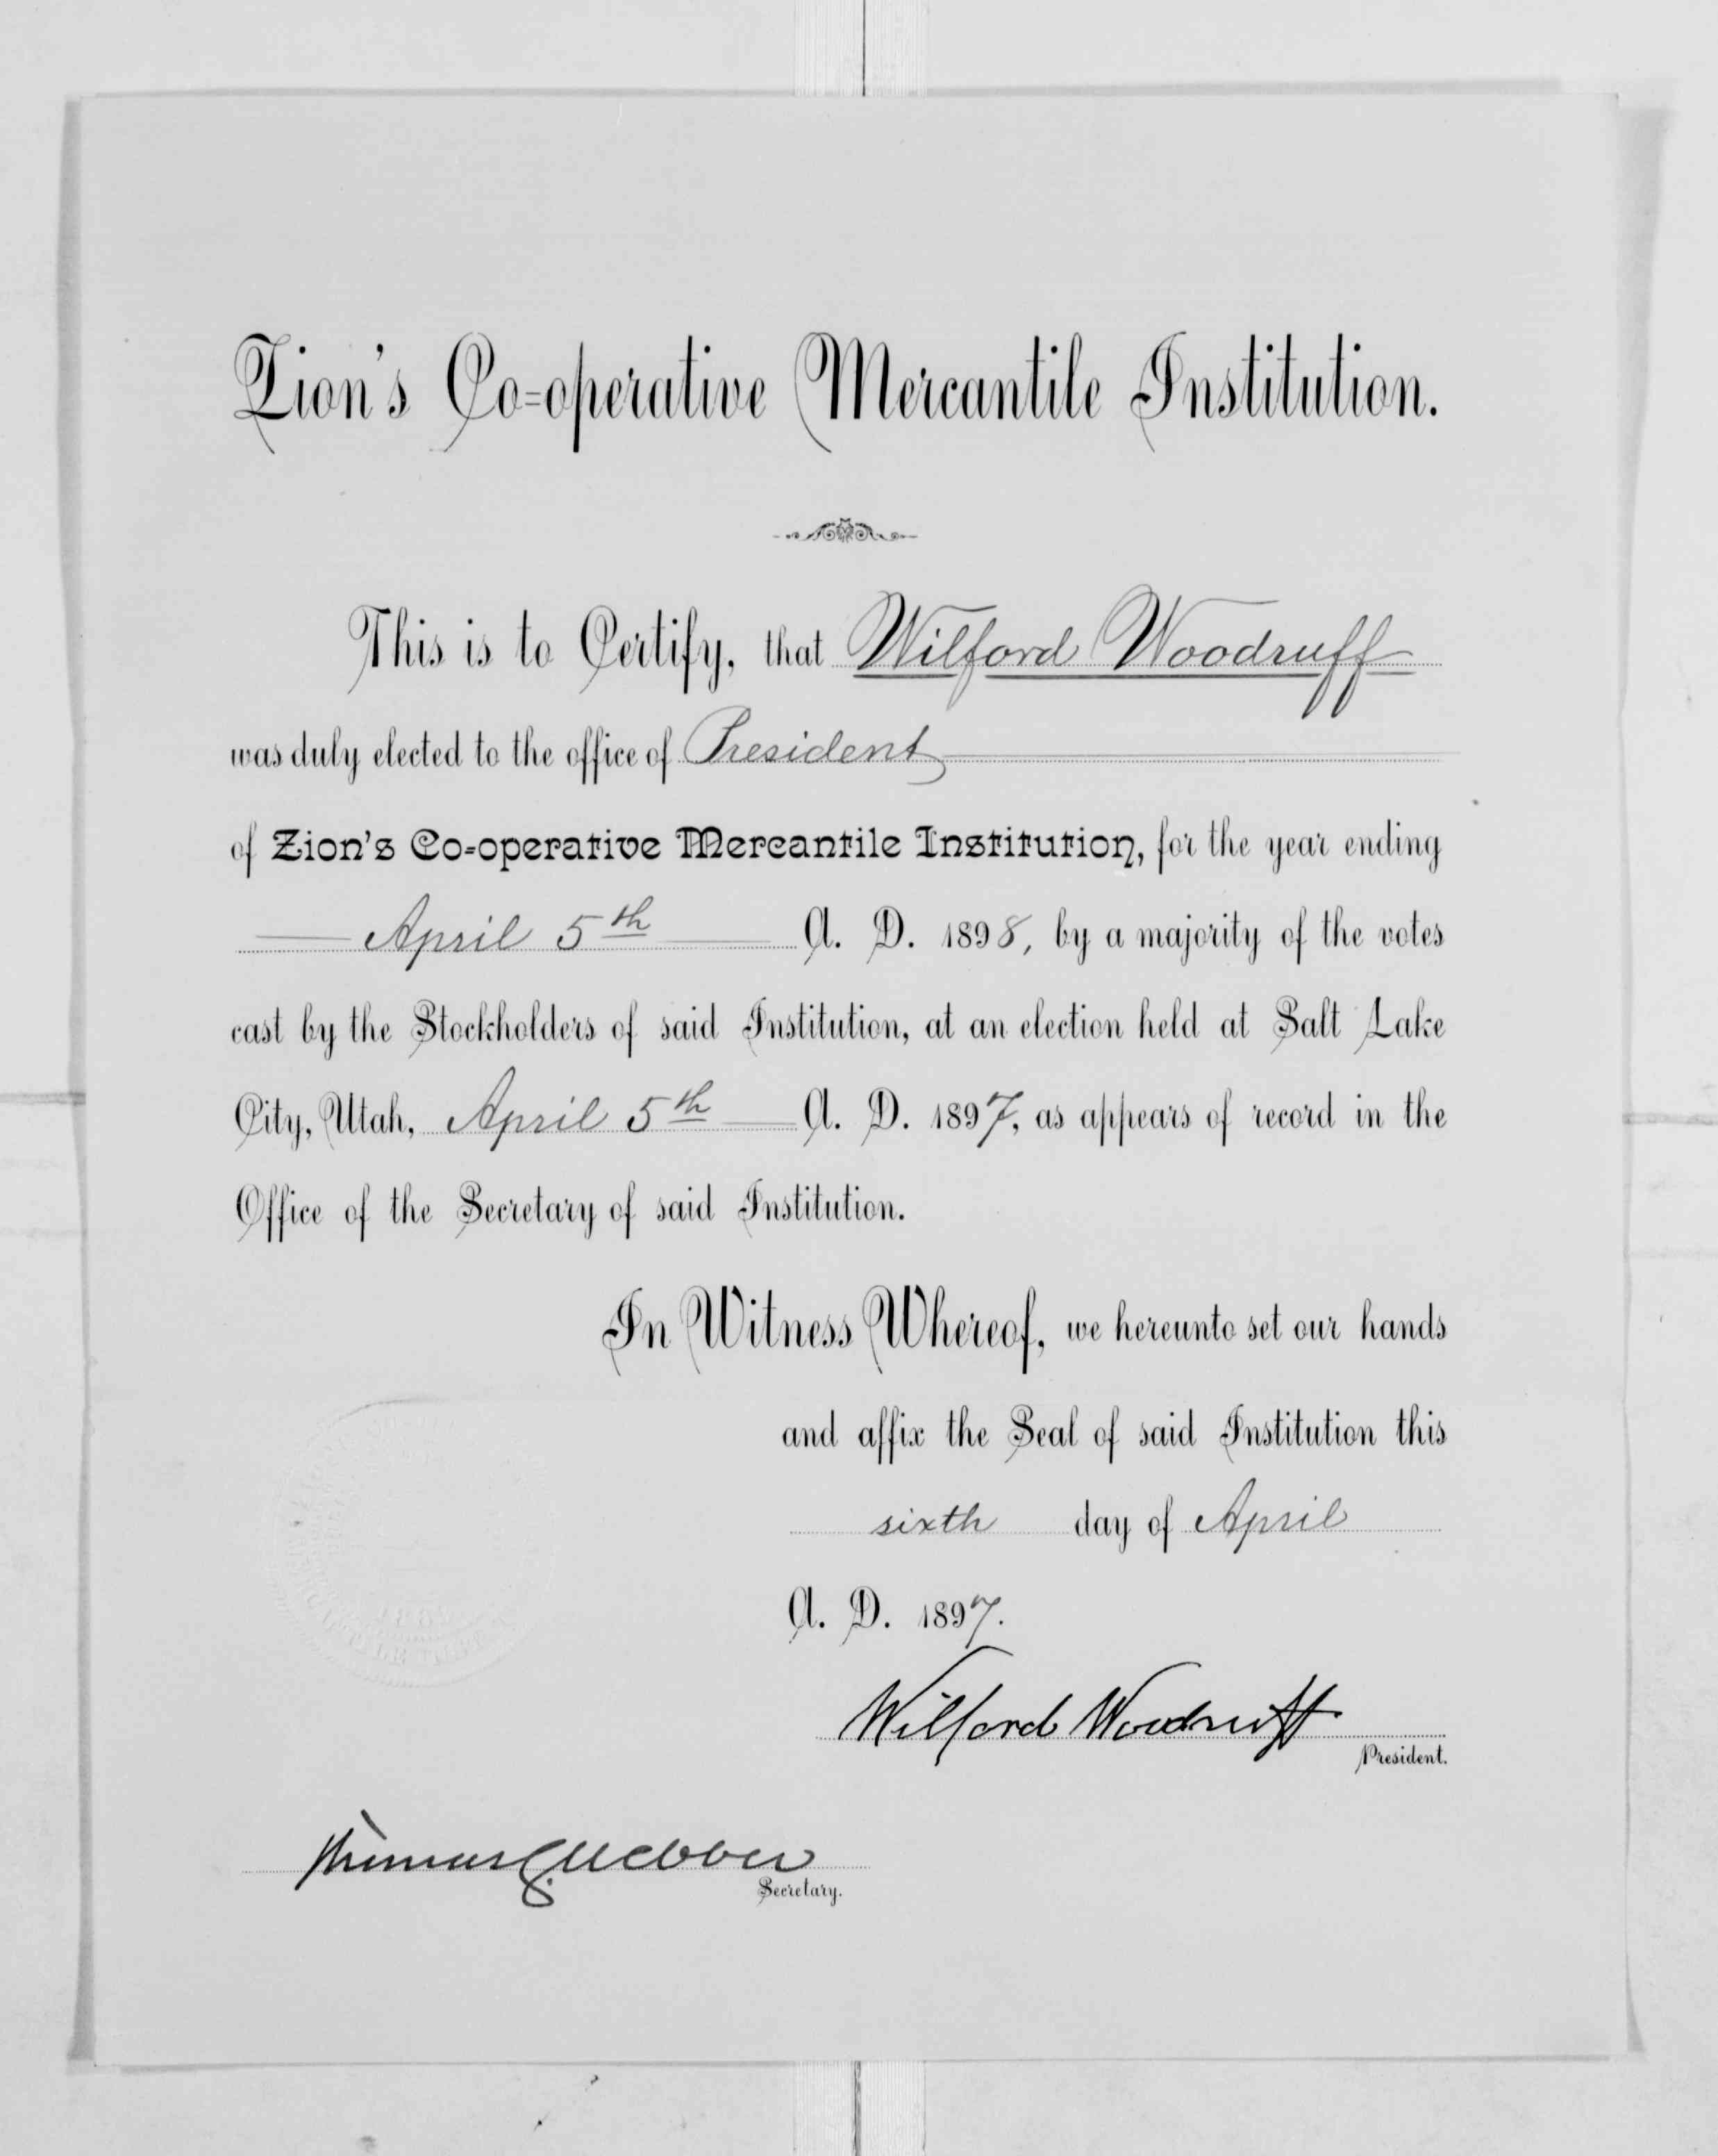 Zion's Co-operative Mercantile Institution.
This is to Certify, that Wilford Woodruff
was duly elected to the office of President
of Zion's Co-operative Mercantile Institution, for the year ending
April 5th A. D. 1898, by a majority of the votes
cast by the Stockholders of said Institution, at an election held at Salt Lake
City, Utah, April 5th A. D. 1897, as appears of record in the
Office of the Secretary of said Institution.
In Witness Whereof, we hereunto set our hands
and affix the Seal of said Institution this
sixth day of April
A. D. 1897.
Wilford Woodruff
President.
Thomas G. Webber
Secretary.